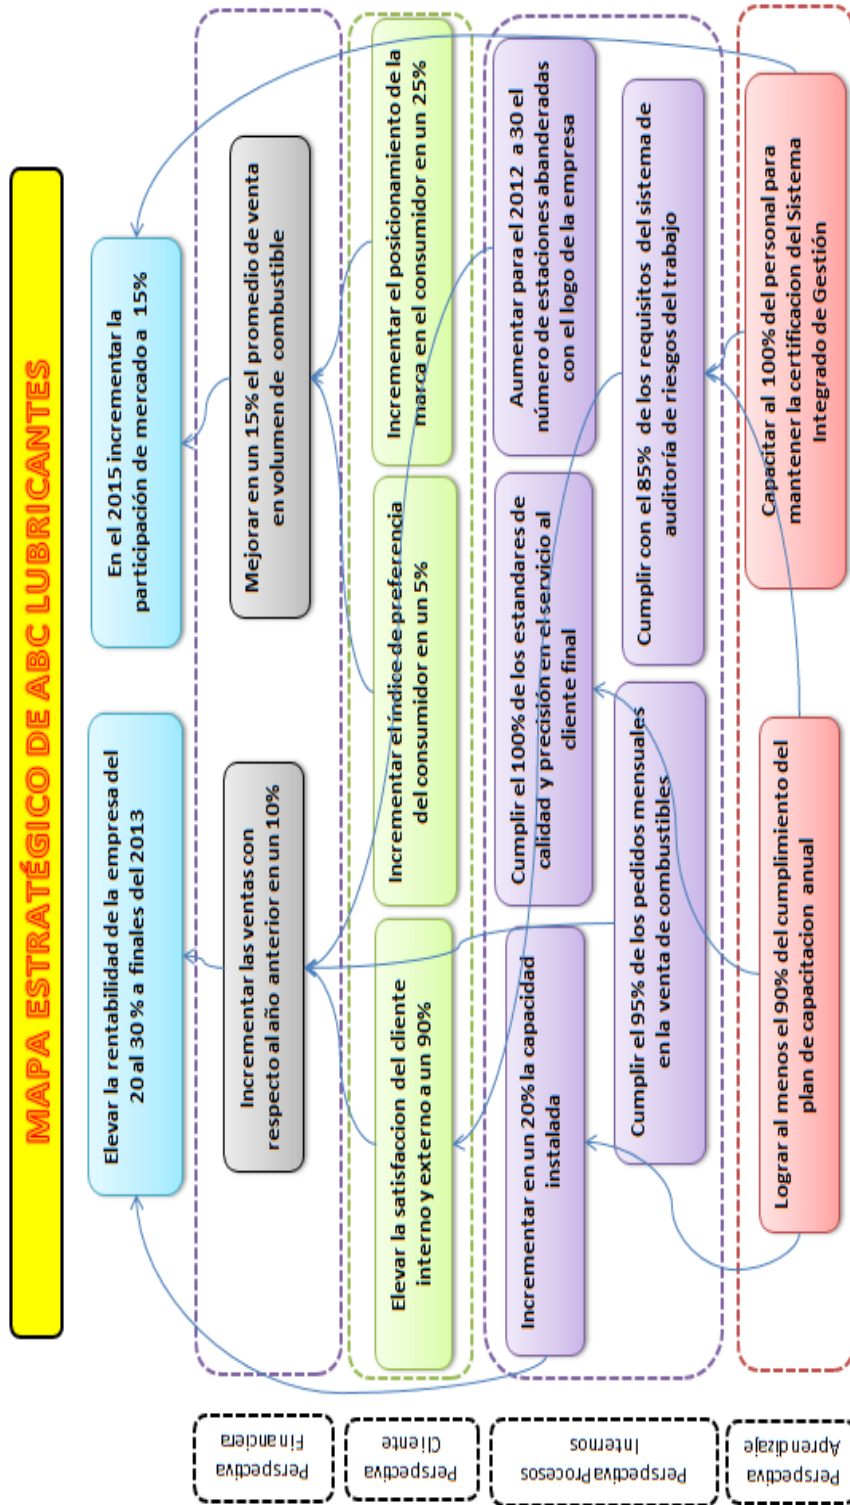 MAPA ESTRATÉGICO DE ABC LUBRICANTES
Elevar la rentabilidad de la empresa del
20 al 30 % a finales del 2013
En el 2015 incrementar la
participación de mercado a 15%
Perspectiva
Financiera
Incrementar las ventas con
respecto al año anterior en un 10%
Mejorar en un 15% el promedio de venta
en volumen de combustible
Perspectiva
Cliente
Elevar la satisfaccion del cliente
interno y externo a un 90%
Incrementar el índice de preferencia
del consumidor en un 5%
Incrementar el posicionamiento de la
marca en el consumidor en un 25%
Perspectiva Procesos
Internos
Incrementar en un 20% la capacidad
instalada
Cumplir el 100% de los estandares de
calidad y precisión en el servicio al
cliente final
Aumentar para el 2012 a 30 el
número de estaciones abanderadas
con el logo de la empresa
Cumplir el 95% de los pedidos mensuales
en la venta de combustibles
Cumplir con el 85% de los requisitos del sistema de
auditoría de riesgos del trabajo
Perspectiva
Aprendizaje
Lograr al menos el 90% del cumplimiento del
plan de capacitacion anual
Capacitar al 100% del personal para
mantener la certificacion del Sistema
Integrado de Gestión